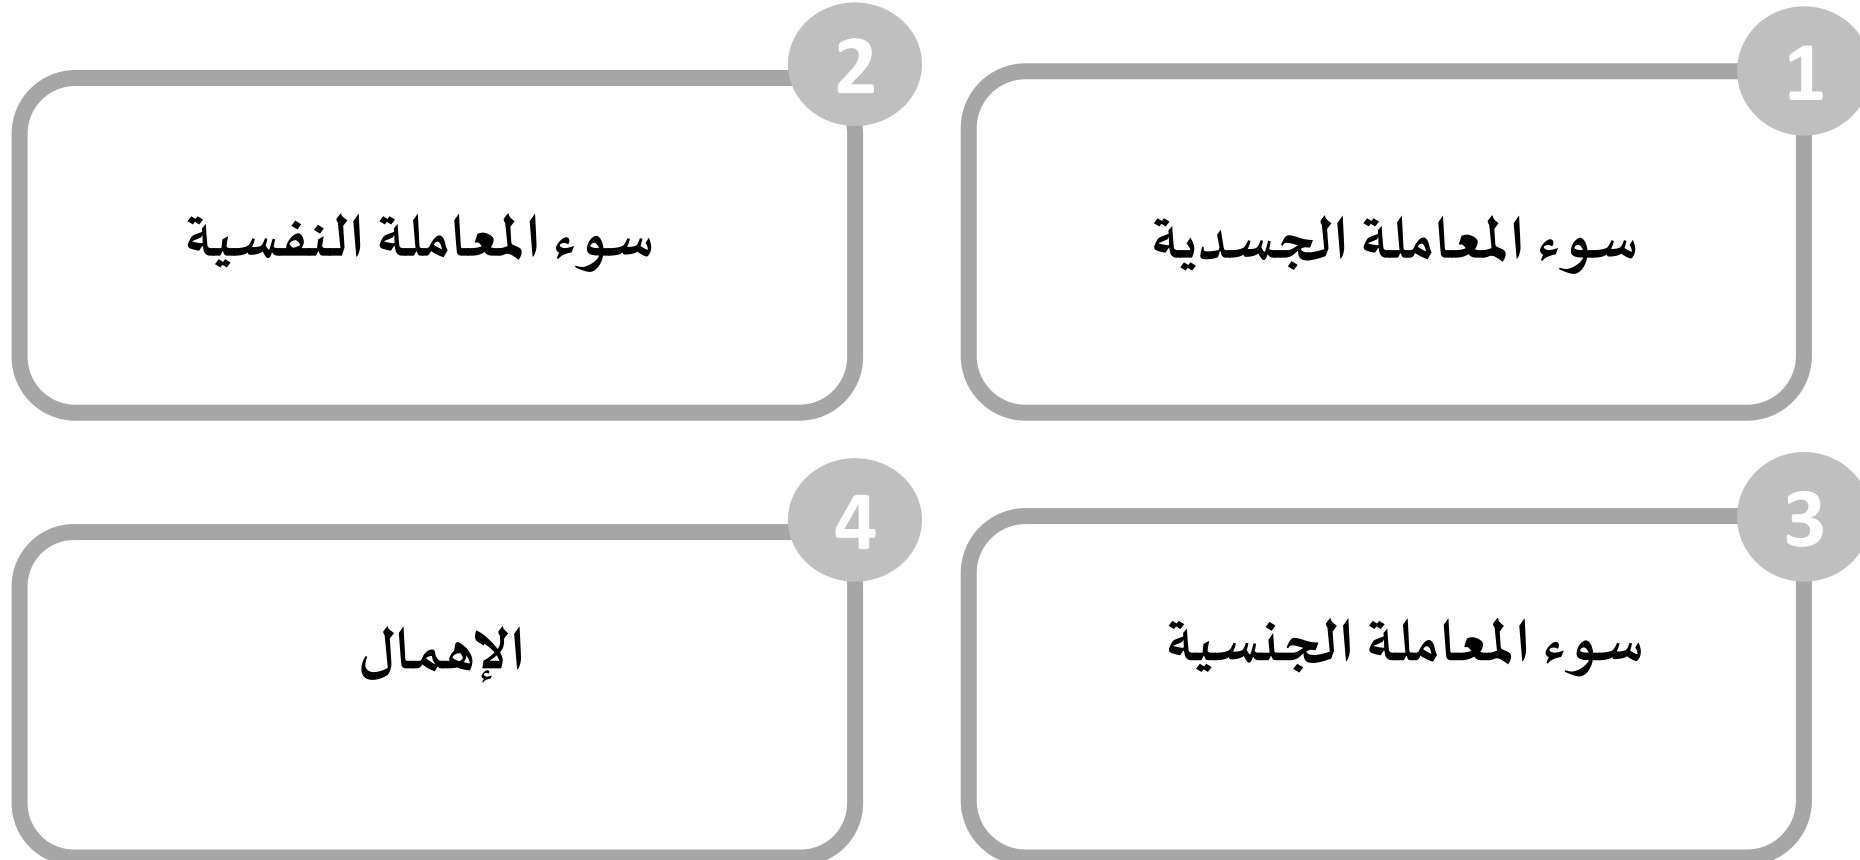 1
سوء المعاملة الجسدية
2
سوء المعاملة النفسية
3
سوء المعاملة الجنسية
4
الإهمال